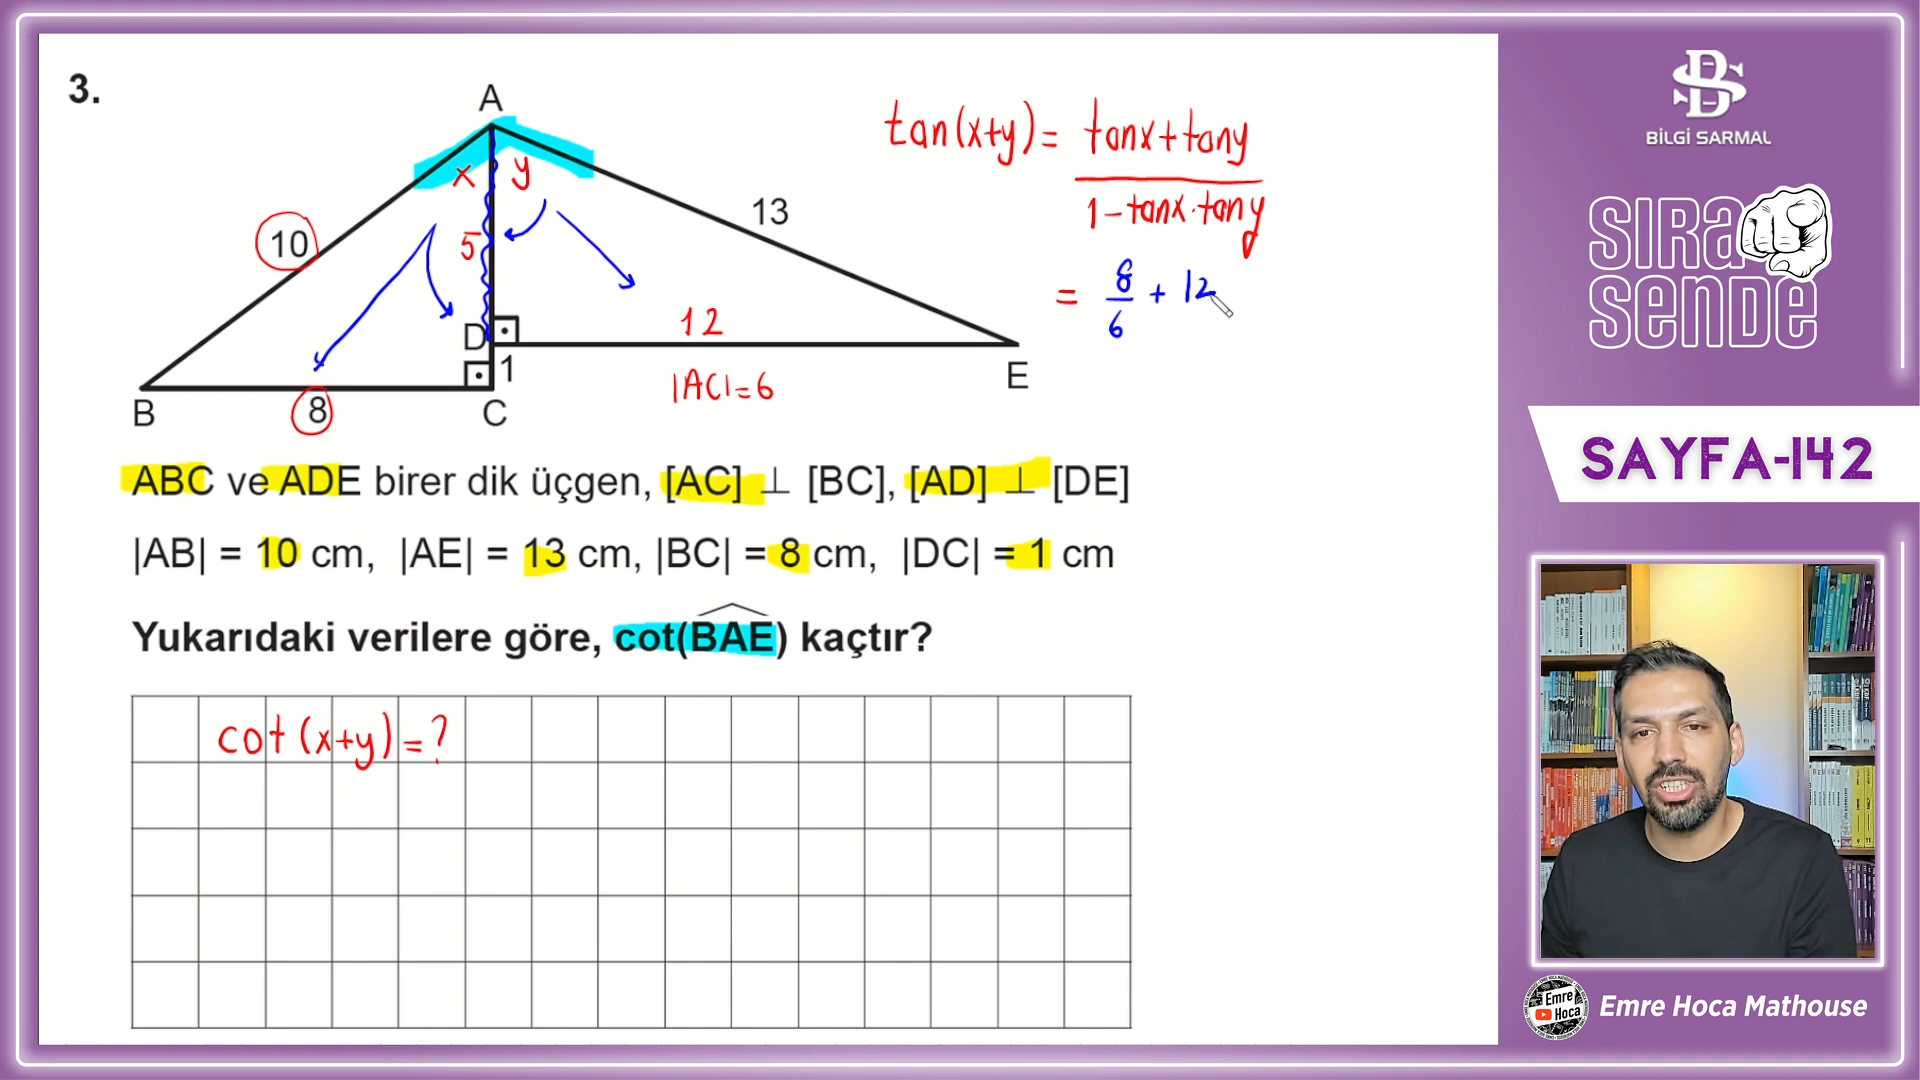 3.
A
x
y
10
5
13
D
12
1
E
B
8
C
|AC|=6
tan(x+y)= tanx+tany
1-tanx.tany
= 8/6 + 12
ABC ve ADE birer dik üçgen, [AC] ⊥ [BC], [AD] ⊥ [DE]
|AB| = 10 cm, |AE| = 13 cm, |BC| = 8 cm, |DC| = 1 cm
Yukarıdaki verilere göre, cot(BAE) kaçtır?
cot (x+y)=?
BİLGİ SARMAL
SIRA
SENDE
SAYFA-142
Emre
Hoca
Emre Hoca Mathouse